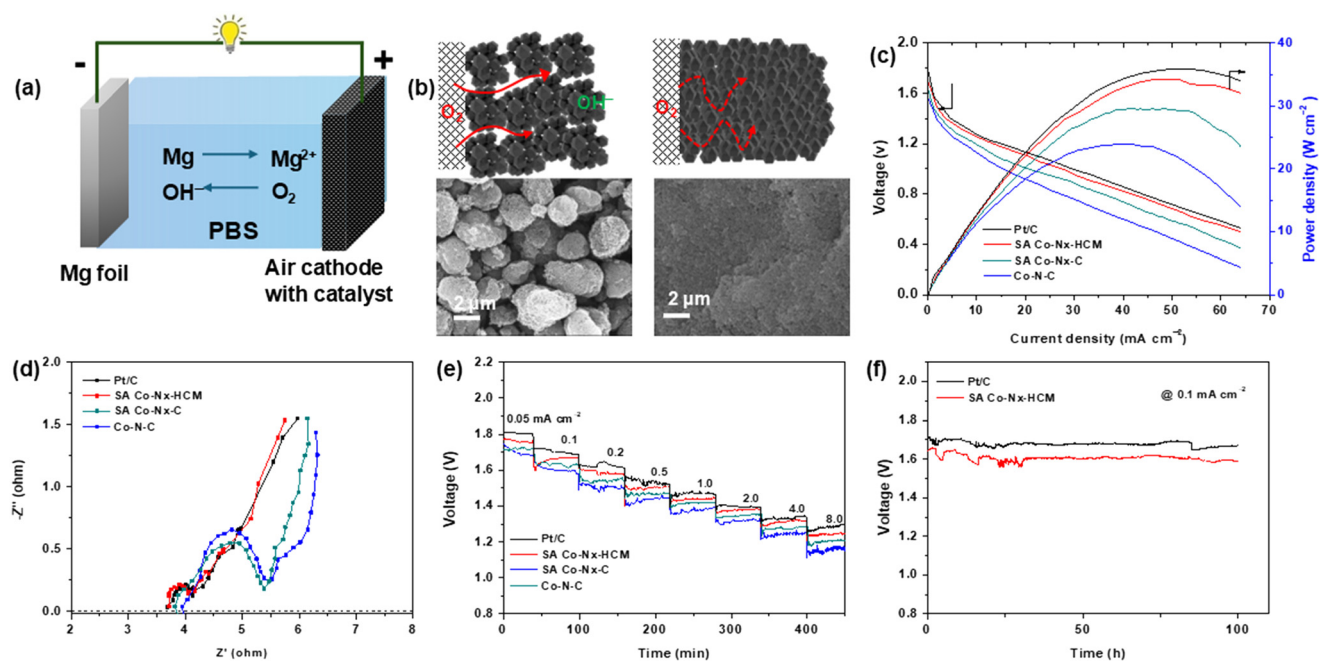 (a)
-
+
Mg
Mg²⁺
OH⁻
O₂
PBS
Mg foil
Air cathode
with catalyst
(b)
O₂
OH⁻
O₂
2 μm
2 μm
(c)
2.0
1.6
1.2
0.8
0.4
0.0
Voltage (v)
40
30
20
10
0
Power density (W cm⁻²)
Pt/C
SA Co-Nx-HCM
SA Co-Nx-C
Co-N-C
0 10 20 30 40 50 60 70
Current density (mA cm⁻²)
(d)
2.0
1.5
1.0
0.5
0.0
-Z'' (ohm)
Pt/C
SA Co-Nx-HCM
SA Co-Nx-C
Co-N-C
2 3 4 5 6 7 8
Z' (ohm)
(e)
2.2
2.0
1.8
1.6
1.4
1.2
1.0
0.8
Voltage (V)
0.05 mA cm⁻²
0.1
0.2
0.5
1.0
2.0
4.0
8.0
Pt/C
SA Co-Nx-HCM
SA Co-Nx-C
Co-N-C
0 100 200 300 400
Time (min)
(f)
2.0
1.8
1.6
1.4
1.2
1.0
0.8
Voltage (V)
Pt/C
SA Co-Nx-HCM
@ 0.1 mA cm⁻²
0 50 100
Time (h)